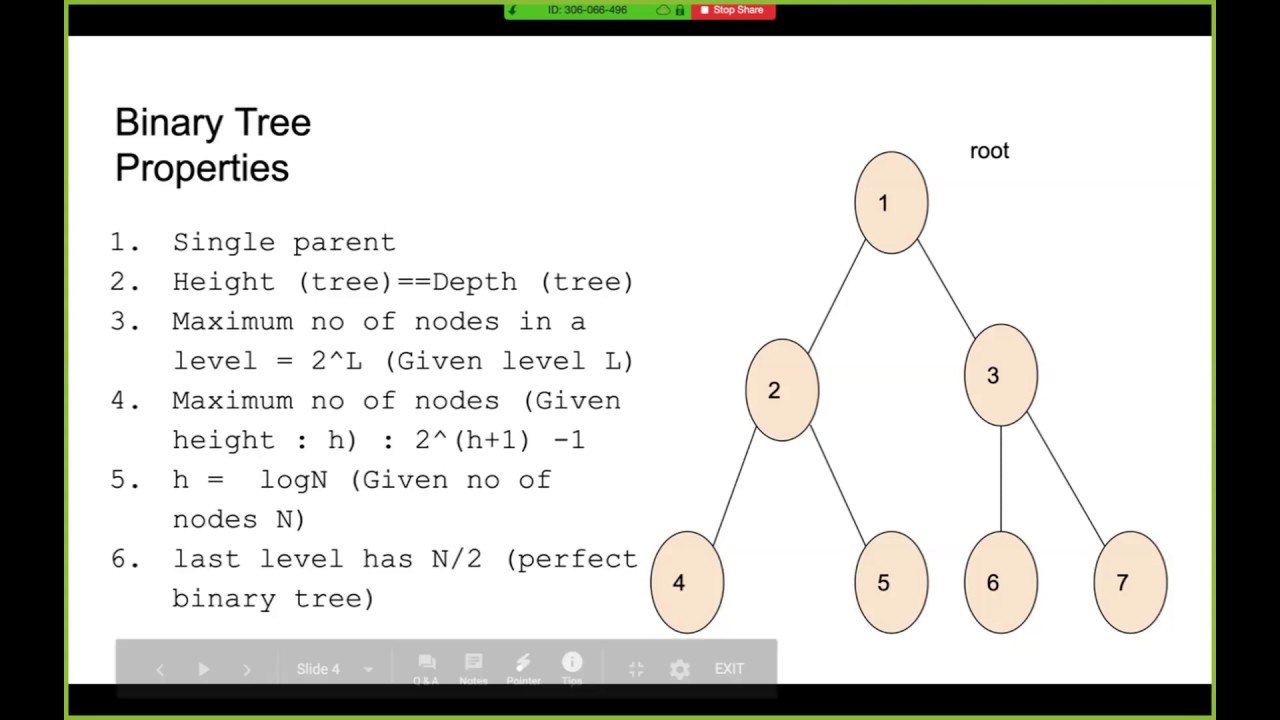 ID: 306-066-496
Stop Share
Binary Tree
Properties
root
1. Single parent
2. Height (tree)==Depth (tree)
3. Maximum no of nodes in a
level = 2^L (Given level L)
4. Maximum no of nodes (Given
height : h) : 2^(h+1) -1
5. h = logN (Given no of
nodes N)
6. last level has N/2 (perfect
binary tree)
1
2
3
4
5
6
7
Slide 4
Q & A
Notes
Pointer
Tips
EXIT